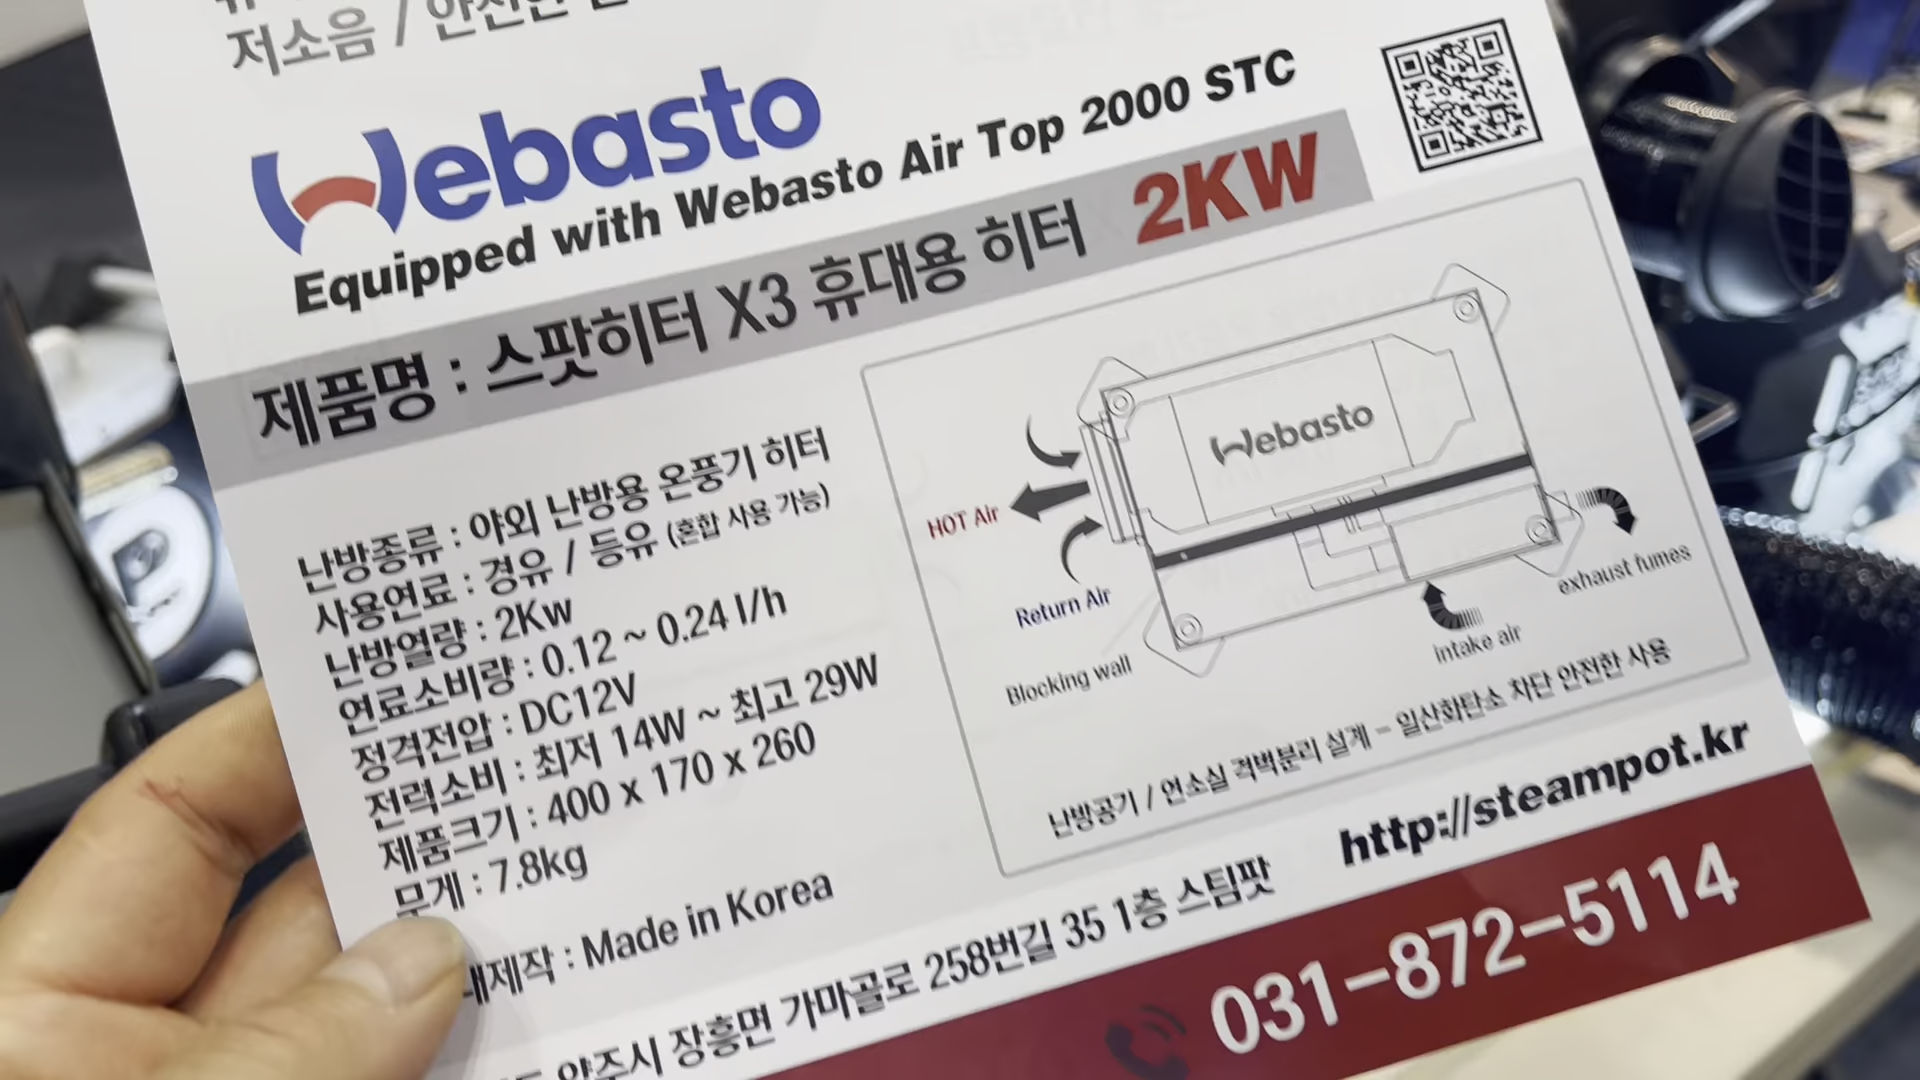 저소음 / 안전한
Webasto
Equipped with Webasto Air Top 2000 STC
제품명 : 스팟히터 X3 휴대용 히터 2KW
난방종류 : 야외 난방용 온풍기 히터
사용연료 : 경유 / 등유 (혼합 사용 가능)
난방열량 : 2Kw
연료소비량 : 0.12 ~ 0.24 l/h
정격전압 : DC12V
전력소비 : 최저 14W ~ 최고 29W
제품크기 : 400 x 170 x 260
무게 : 7.8kg
제작 : Made in Korea
Webasto
HOT Air
Return Air
Blocking wall
intake air
exhaust fumes
난방공기 / 연소실 격벽분리 설계 - 일산화탄소 차단 안전한 사용
http://steampot.kr
양주시 장흥면 가마골로 258번길 35 1층 스팀팟
031-872-5114